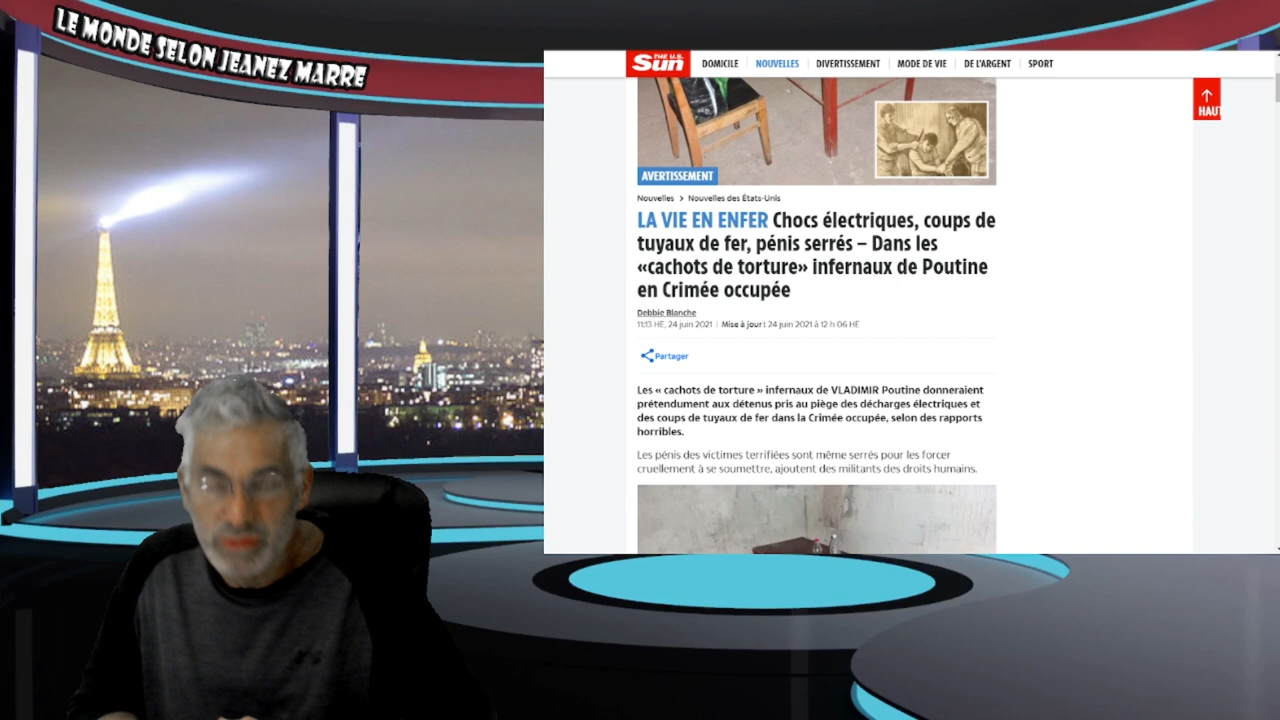 LE MONDE SELON JEANEZ MARRE
THE U.S. Sun
DOMICILE NOUVELLES DIVERTISSEMENT MODE DE VIE DE L'ARGENT SPORT
HAUT
AVERTISSEMENT
Nouvelles > Nouvelles des États-Unis
LA VIE EN ENFER Chocs électriques, coups de
tuyaux de fer, pénis serrés – Dans les
«cachots de torture» infernaux de Poutine
en Crimée occupée
Debbie Blanche
11:13 HE, 24 juin 2021 | Mise à jour : 24 juin 2021 à 12 h 06 HE
Partager
Les « cachots de torture » infernaux de VLADIMIR Poutine donneraient
prétendument aux détenus pris au piège des décharges électriques et
des coups de tuyaux de fer dans la Crimée occupée, selon des rapports
horribles.
Les pénis des victimes terrifiées sont même serrés pour les forcer
cruellement à se soumettre, ajoutent des militants des droits humains.